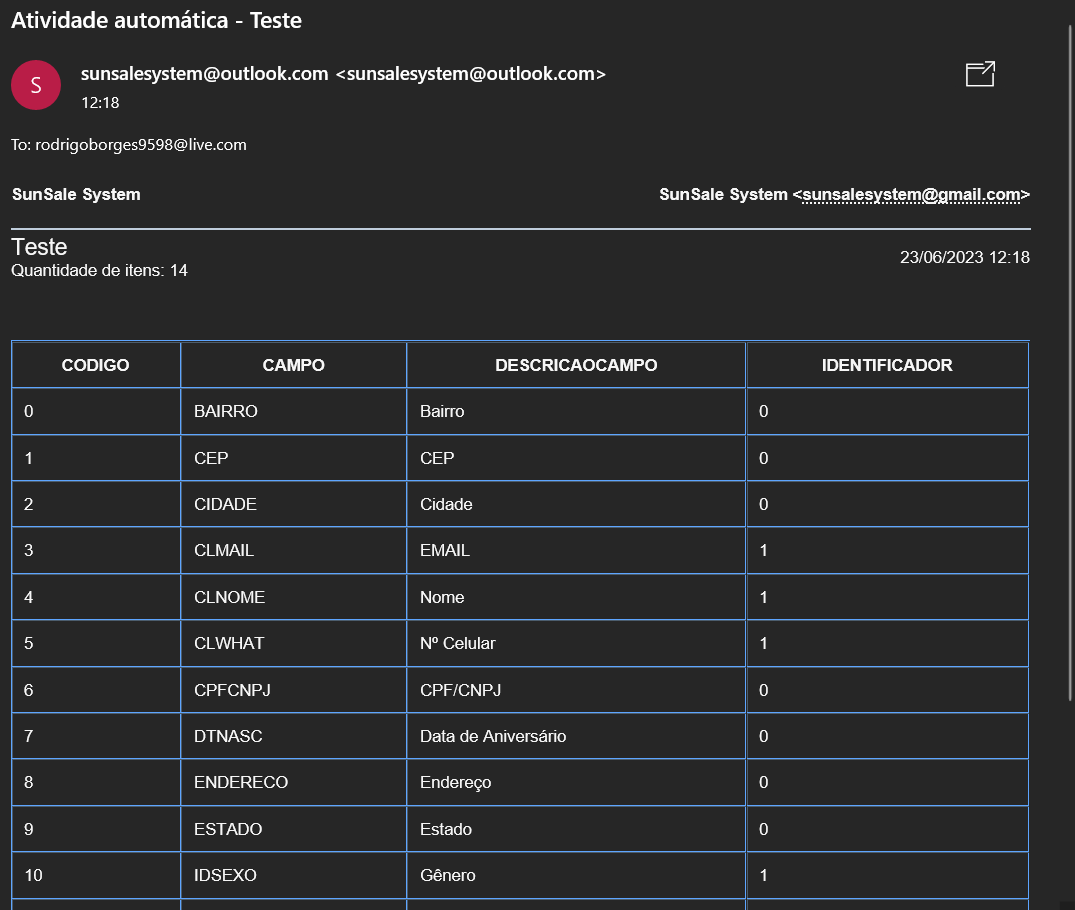 Atividade automática - Teste
S
sunsalesystem@outlook.com <sunsalesystem@outlook.com>
12:18
To: rodrigoborges9598@live.com
SunSale System SunSale System <sunsalesystem@gmail.com>
Teste
23/06/2023 12:18
Quantidade de itens: 14
CODIGO CAMPO DESCRICAOCAMPO IDENTIFICADOR
0 BAIRRO Bairro 0
1 CEP CEP 0
2 CIDADE Cidade 0
3 CLMAIL EMAIL 1
4 CLNOME Nome 1
5 CLWHAT Nº Celular 1
6 CPFCNPJ CPF/CNPJ 0
7 DTNASC Data de Aniversário 0
8 ENDERECO Endereço 0
9 ESTADO Estado 0
10 IDSEXO Gênero 1